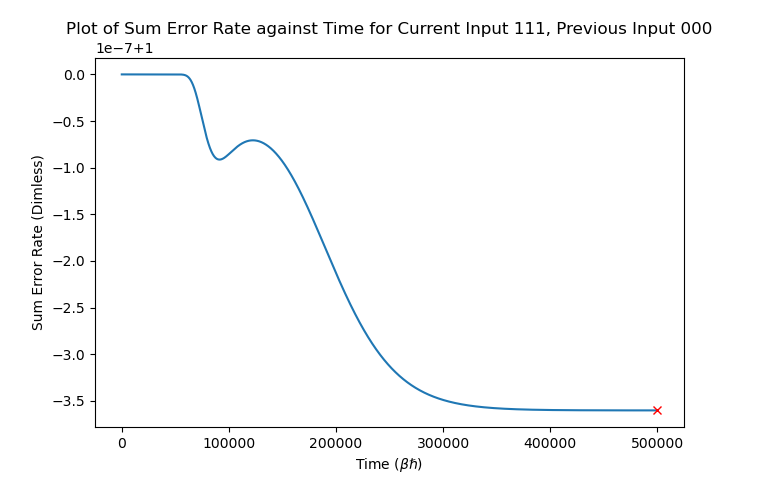 Plot of Sum Error Rate against Time for Current Input 111, Previous Input 000
1e−7+1
0.0
−0.5
−1.0
−1.5
−2.0
−2.5
−3.0
−3.5
Sum Error Rate (Dimless)
0 100000 200000 300000 400000 500000
Time (βħ)